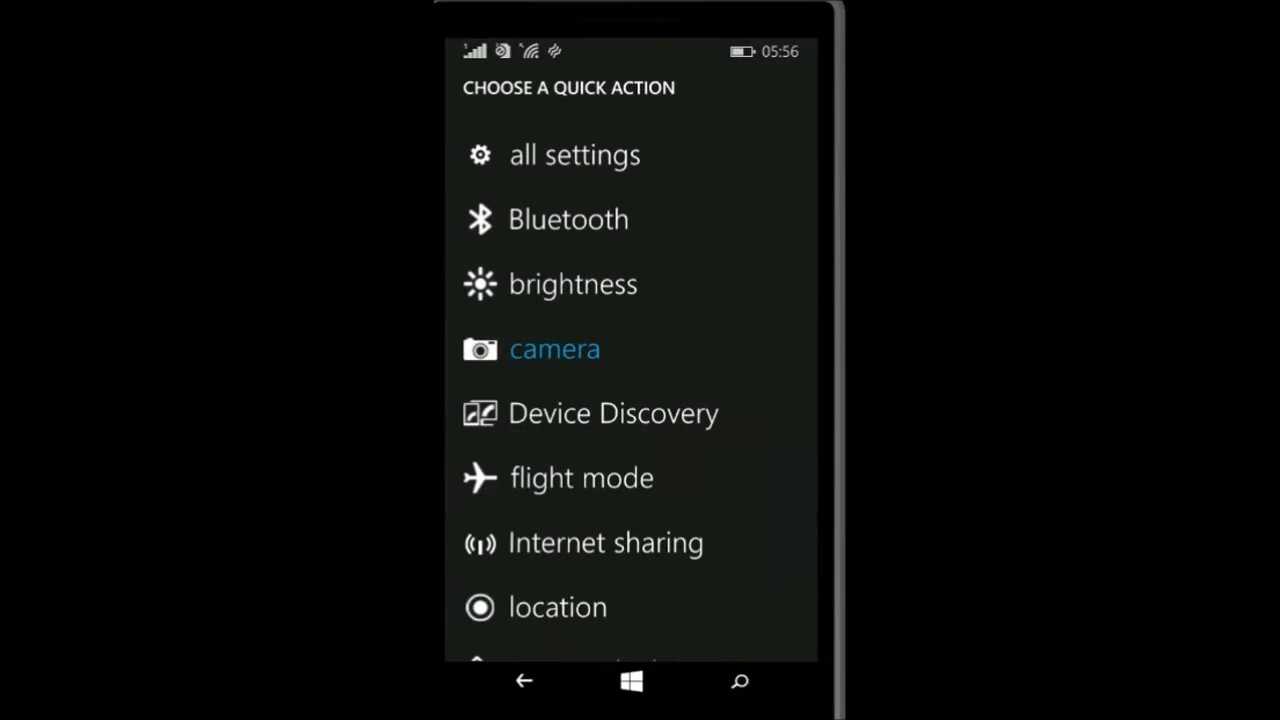 05:56
CHOOSE A QUICK ACTION
all settings
Bluetooth
brightness
camera
Device Discovery
flight mode
Internet sharing
location